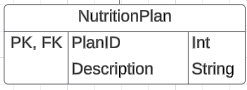 NutritionPlan
PK, FK PlanID Int
Description String